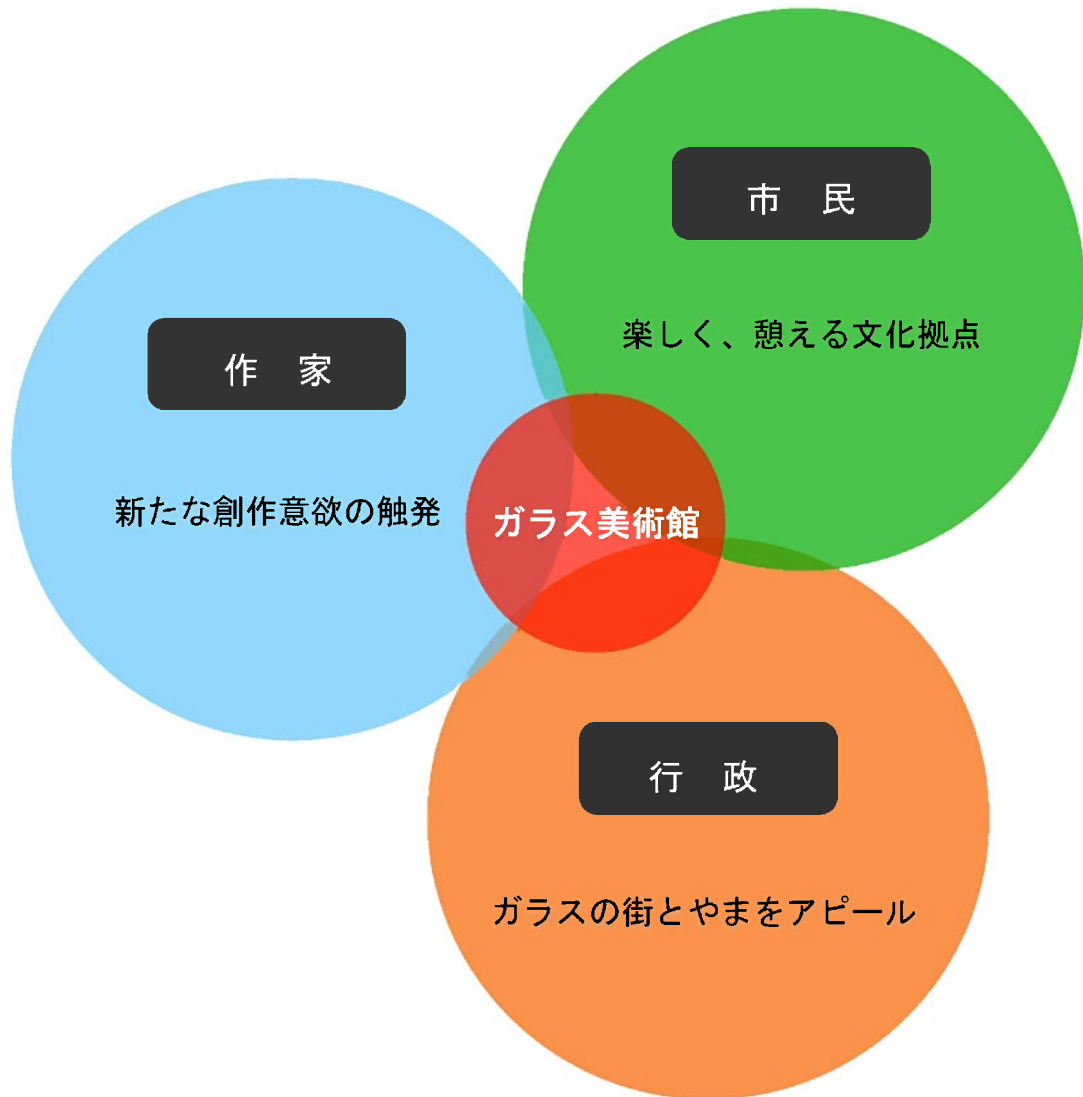 市　民
楽しく、憩える文化拠点
作　家
新たな創作意欲の触発
ガラス美術館
行　政
ガラスの街とやまをアピール